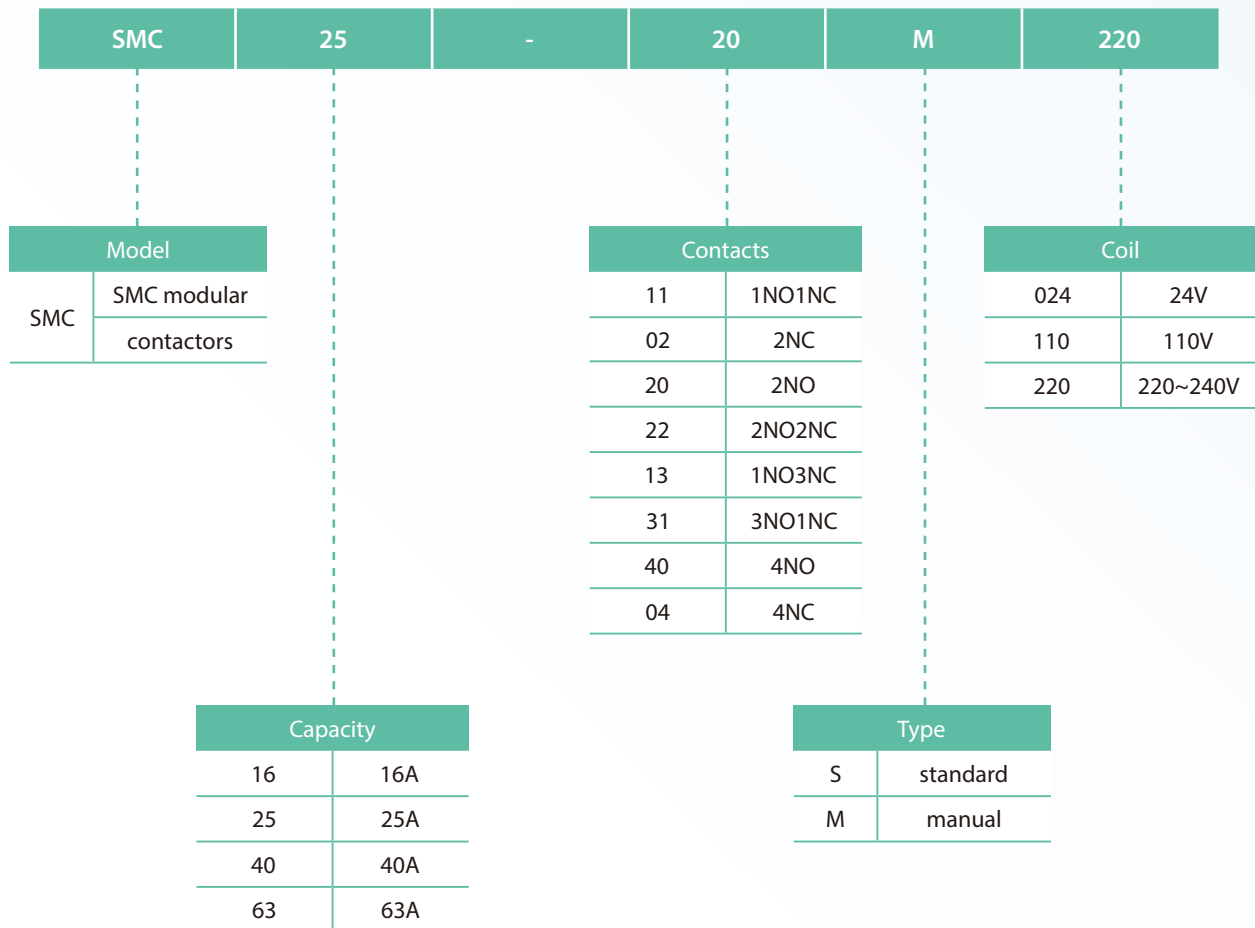 SMC 25 - 20 M 220
Model
SMC
SMC modular
contactors
Contacts
11 1NO1NC
02 2NC
20 2NO
22 2NO2NC
13 1NO3NC
31 3NO1NC
40 4NO
04 4NC
Coil
024 24V
110 110V
220 220~240V
Capacity
16 16A
25 25A
40 40A
63 63A
Type
S standard
M manual